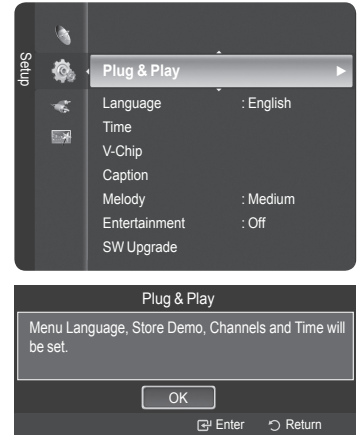 Setup
Plug & Play
Language : English
Time
V-Chip
Caption
Melody : Medium
Entertainment : Off
SW Upgrade
Plug & Play
Menu Language, Store Demo, Channels and Time will
be set.
OK
Enter Return